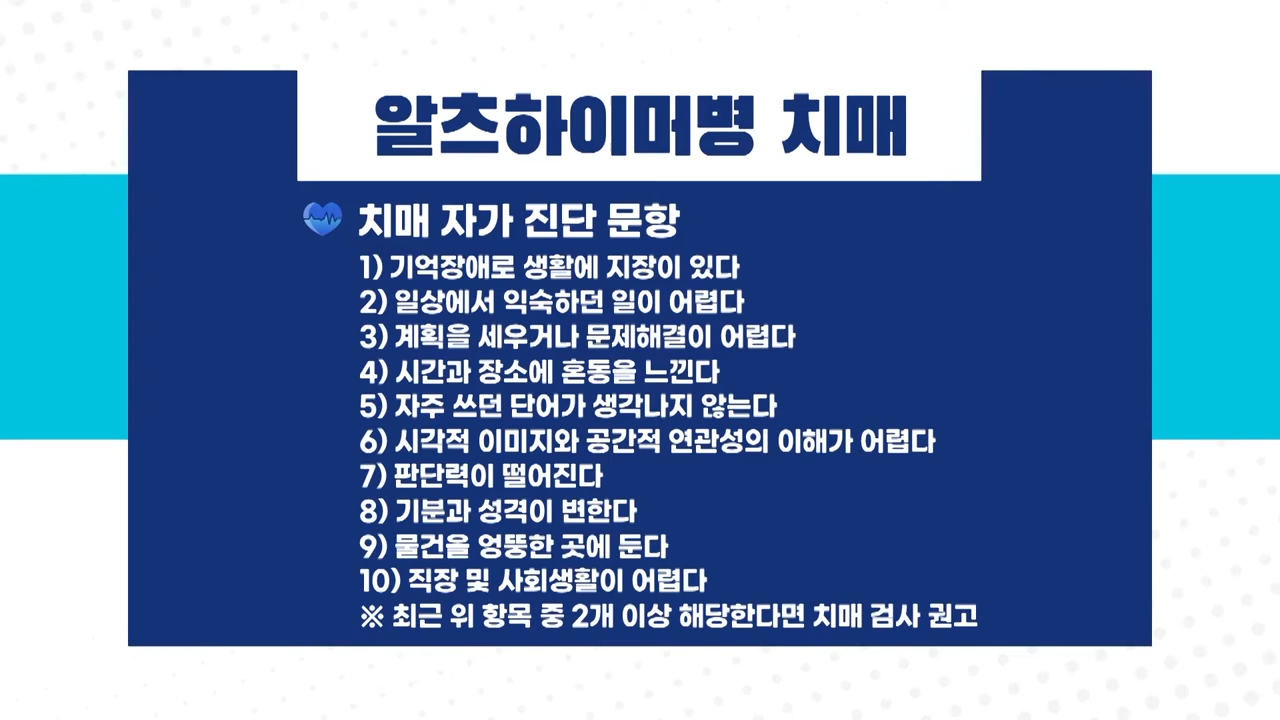 알츠하이머병 치매
치매 자가 진단 문항
1) 기억장애로 생활에 지장이 있다
2) 일상에서 익숙하던 일이 어렵다
3) 계획을 세우거나 문제해결이 어렵다
4) 시간과 장소에 혼동을 느낀다
5) 자주 쓰던 단어가 생각나지 않는다
6) 시각적 이미지와 공간적 연관성의 이해가 어렵다
7) 판단력이 떨어진다
8) 기분과 성격이 변한다
9) 물건을 엉뚱한 곳에 둔다
10) 직장 및 사회생활이 어렵다
※ 최근 위 항목 중 2개 이상 해당한다면 치매 검사 권고